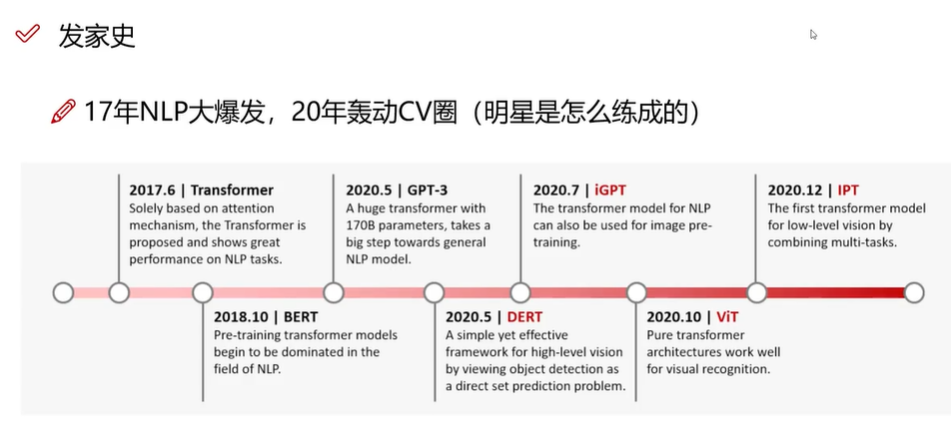 发家史
17年NLP大爆发，20年轰动CV圈（明星是怎么练成的）
2017.6 | Transformer
Solely based on attention
mechanism, the Transformer is
proposed and shows great
performance on NLP tasks.
2018.10 | BERT
Pre-training transformer models
begin to be dominated in the
field of NLP.
2020.5 | GPT-3
A huge transformer with
170B parameters, takes a
big step towards general
NLP model.
2020.5 | DERT
A simple yet effective
framework for high-level vision
by viewing object detection as
a direct set prediction problem.
2020.7 | iGPT
The transformer model for NLP
can also be used for image pre-
training.
2020.10 | ViT
Pure transformer
architectures work well
for visual recognition.
2020.12 | IPT
The first transformer model
for low-level vision by
combining multi-tasks.